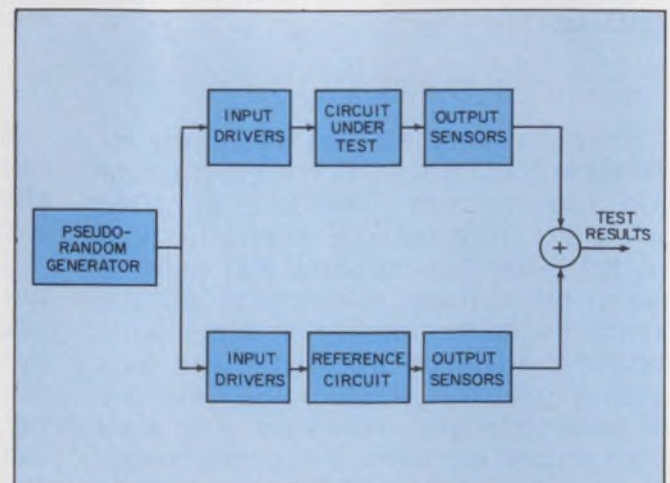 INPUT
DRIVERS
CIRCUIT
UNDER
TEST
OUTPUT
SENSORS
PSEUDO-
RANDOM
GENERATOR
TEST
RESULTS
+
INPUT
DRIVERS
REFERENCE
CIRCUIT
OUTPUT
SENSORS